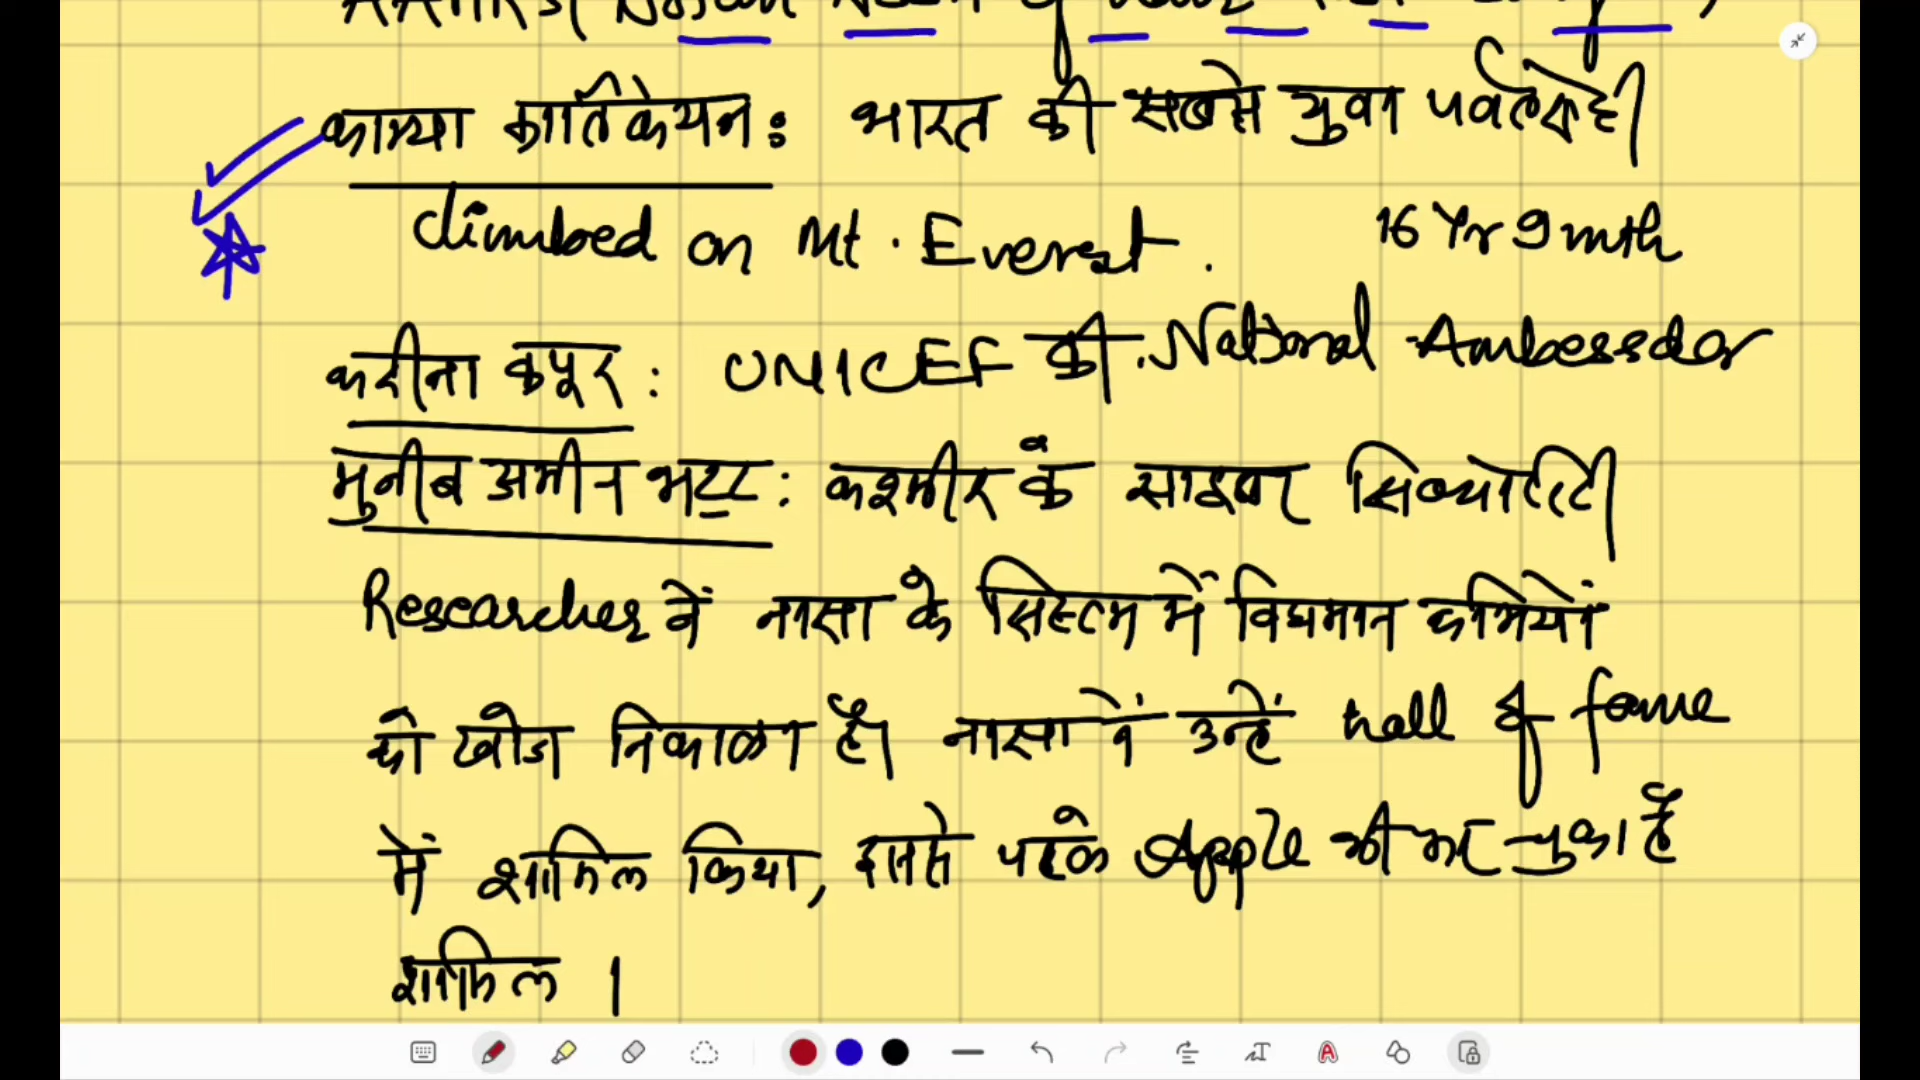 काम्या कार्तिकेयन: भारत की सबसे युवा पर्वतारोही
climbed on Mt. Everest. 16 Yr 9 mth
करीना कपूर: UNICEF की National Ambassador
मुनीब अमीन भट्ट: कश्मीर के साइबर सिक्योरिटी
Researcher ने नासा के सिस्टम में विद्यमान कमियों
को खोज निकाला है। नासा ने उन्हें hall of fame
में शामिल किया, इससे पहले Apple भी कर चुका है
शामिल ।